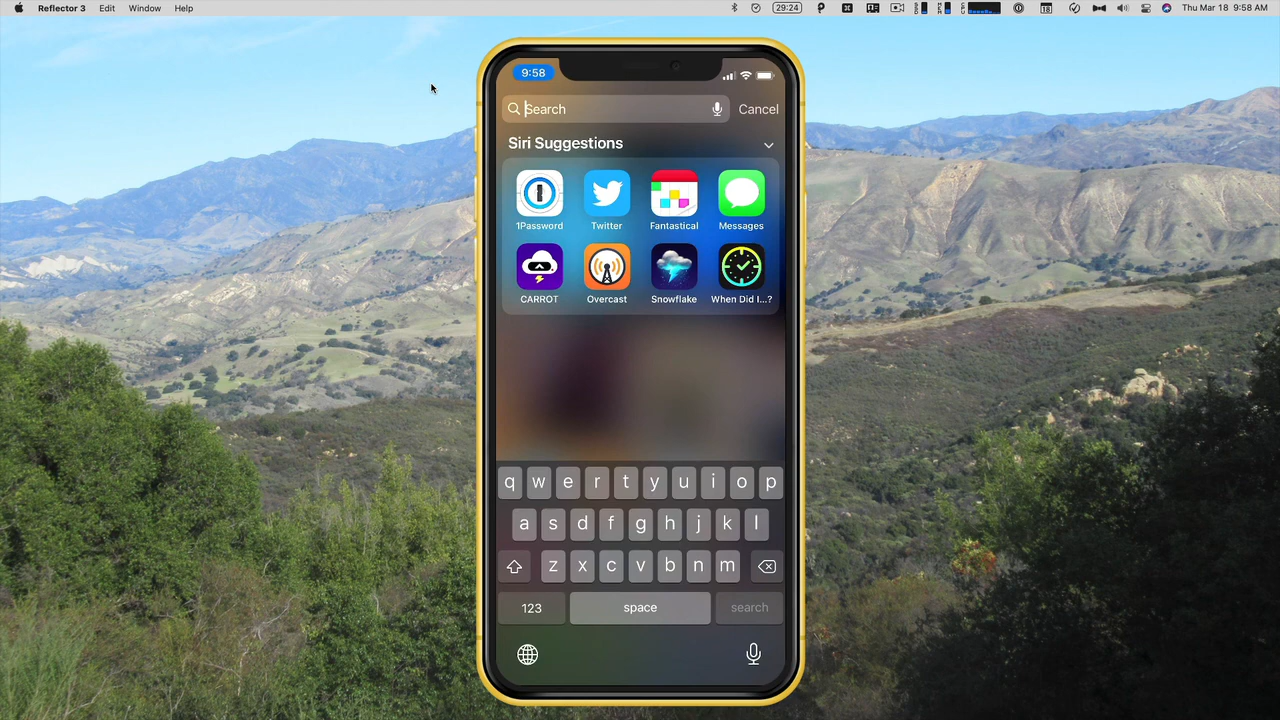 Reflector 3 Edit Window Help 29:24 18 Thu Mar 18 9:58 AM
9:58
Search Cancel
Siri Suggestions
1Password Twitter Fantastical Messages
CARROT Overcast Snowflake When Did I...?
q w e r t y u i o p
a s d f g h j k l
z x c v b n m
123 space search